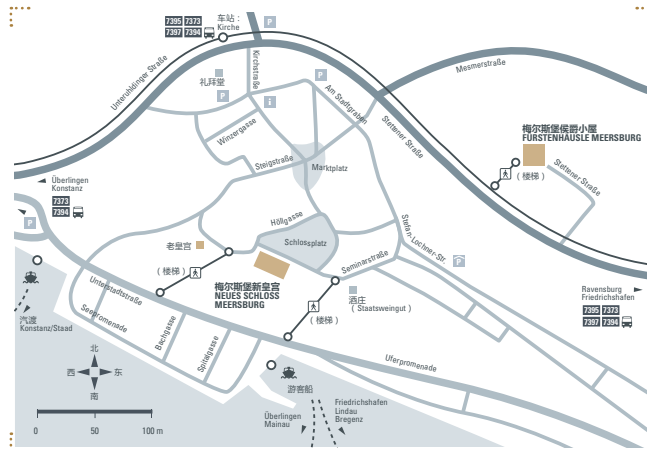 7395 7373
7397 7394
车站：
Kirche
P
Unteruhldinger Straße
Kirchstraße
礼拜堂
P
i
P
Am Stadtgraben
Mesmerstraße
Stettener Straße
Winzergasse
Steigstraße
Marktplatz
梅尔斯堡侯爵小屋
FÜRSTENHÄUSLE MEERSBURG
（楼梯）
Stettener Straße
Überlingen
Konstanz
7373
7394
P
Höllgasse
老皇宫
Schlossplatz
Stefan-Lochner-Str.
P
（楼梯）
Seminarstraße
梅尔斯堡新皇宫
NEUES SCHLOSS
MEERSBURG
酒庄
（Staatsweingut）
（楼梯）
Ravensburg
Friedrichshafen
7395 7373
7397 7394
Unterstadtstraße
Seepromenade
Bachgasse
Spitalgasse
Uferpromenade
汽渡
Konstanz/Staad
北
西
东
南
游客船
Überlingen
Mainau
Friedrichshafen
Lindau
Bregenz
0 50 100 m